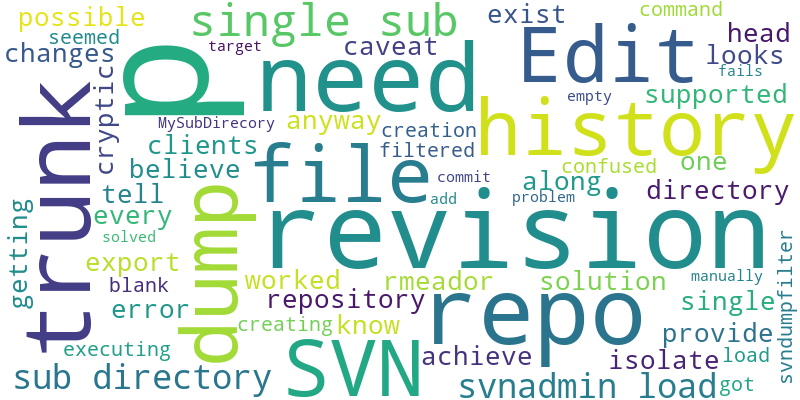 possible
single sub
exist
command
seemed
target
caveat
Edit
head
changes
p
need
looks
fails
cryptic
empty
supported
trunk
MySubDirecory
anyway
history
clients
creation
filtered
believe
file
commit
confused
one
tell
add
problem
along
directory
every
dump
revision
getting
solved
export
blank
worked
rmeador
solution
manually
svndumpfilter
error
repository
repo
single
creating
know
provide
executing
SVN
achieve
isolate
load
sub directory
svnadmin load
got